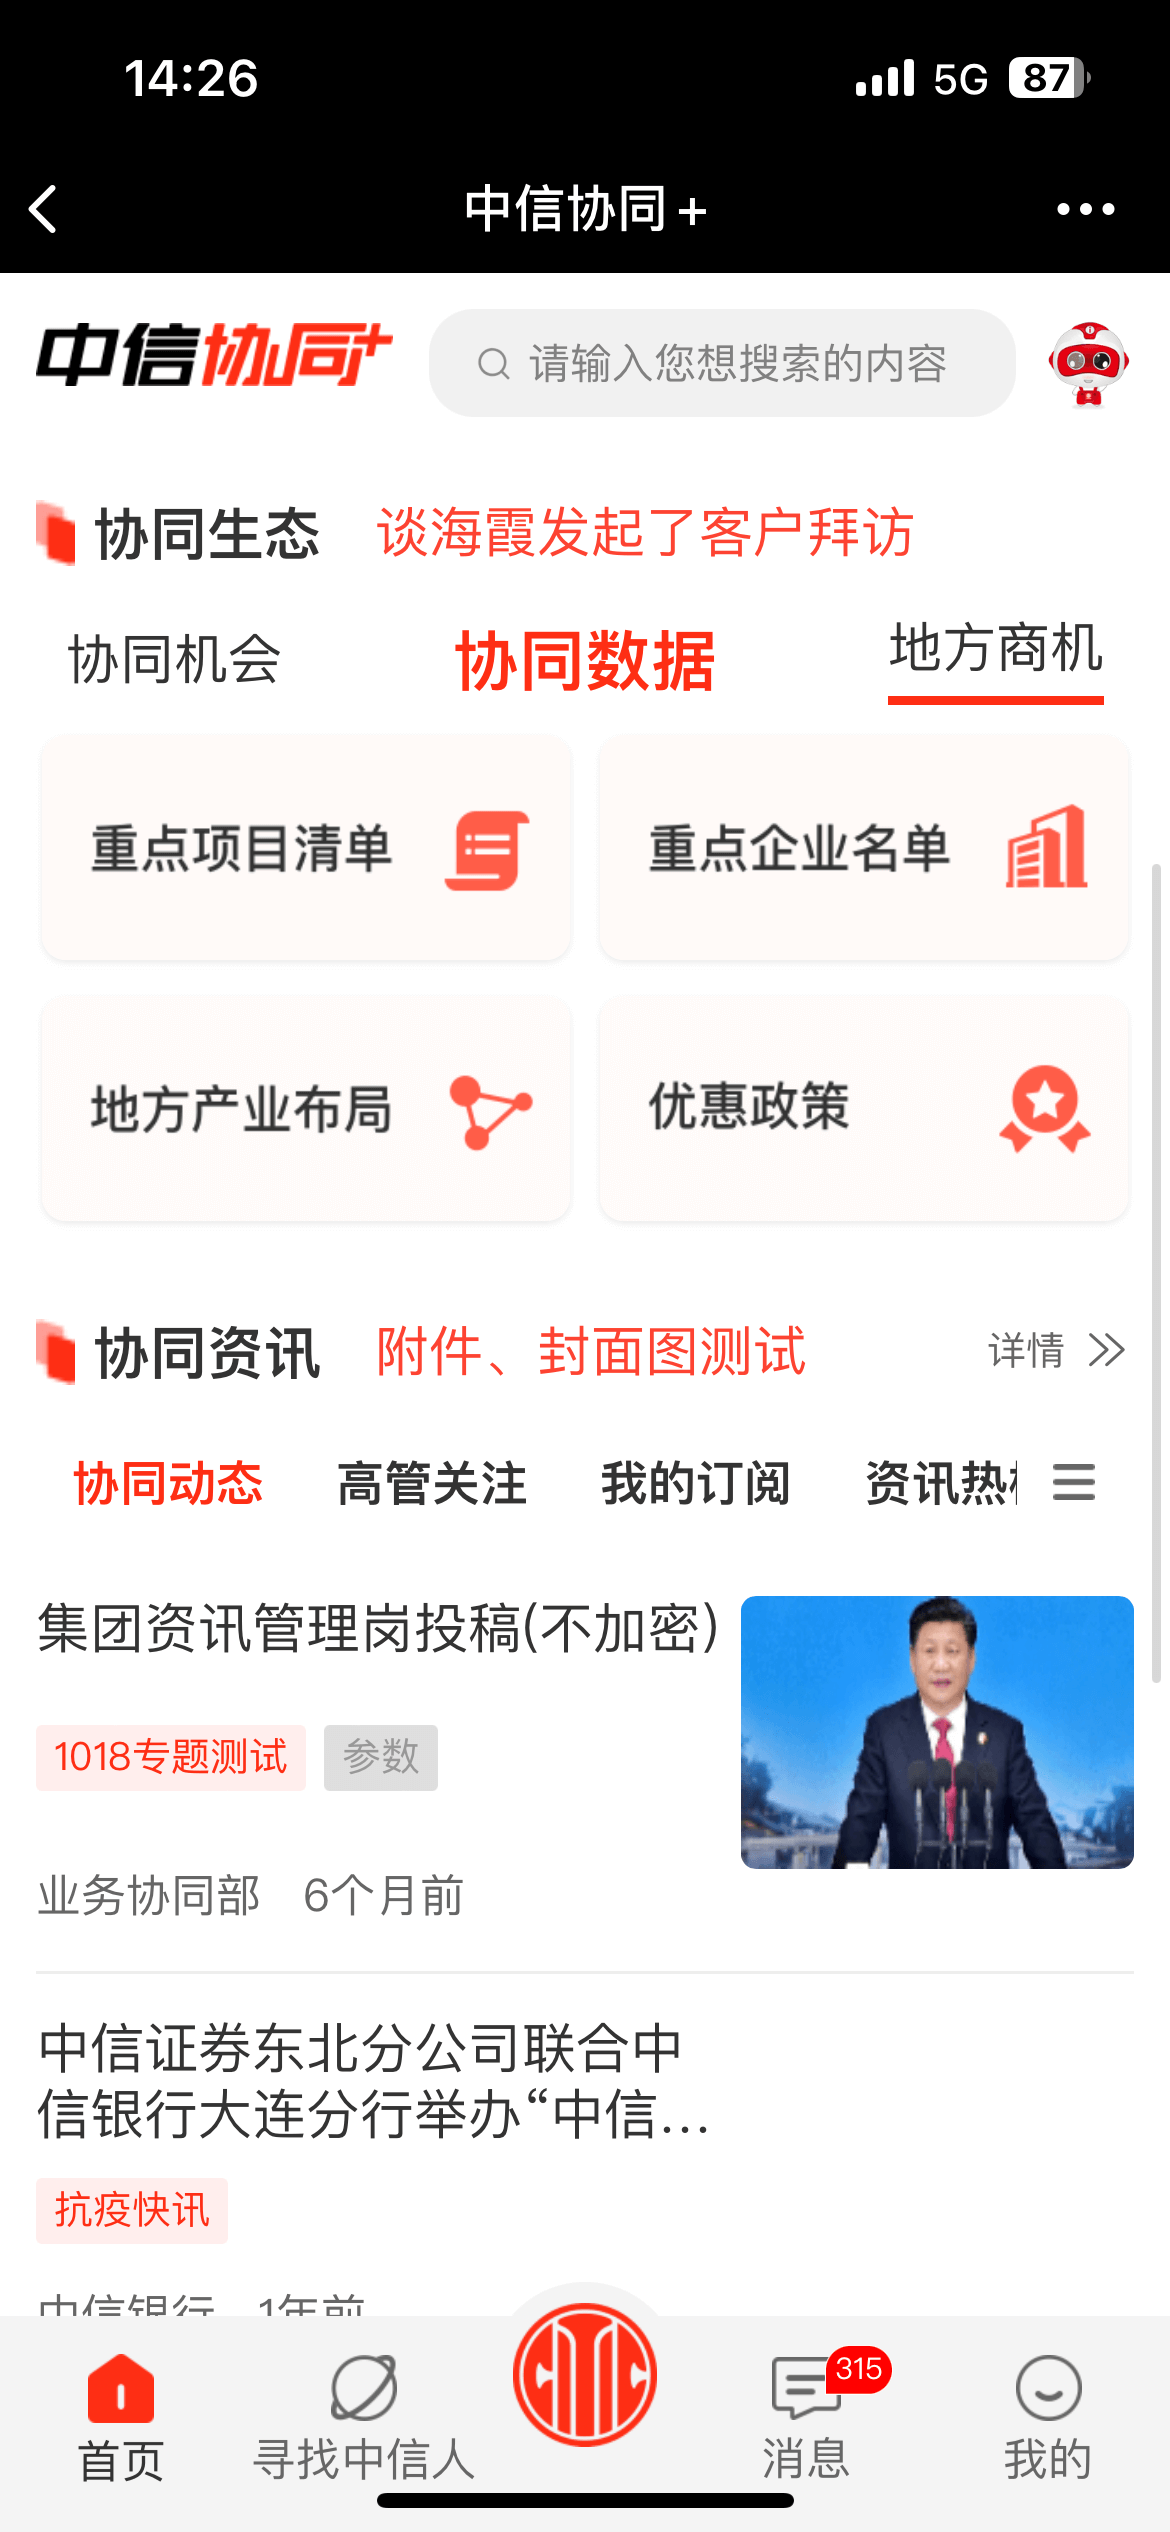 14:26
5G 87
中信协同+
中信协同+
请输入您想搜索的内容
协同生态 谈海霞发起了客户拜访
协同机会 协同数据 地方商机
重点项目清单 重点企业名单
地方产业布局 优惠政策
协同资讯 附件、封面图测试 详情
协同动态 高管关注 我的订阅 资讯热
集团资讯管理岗投稿(不加密)
1018专题测试 参数
业务协同部 6个月前
中信证券东北分公司联合中
信银行大连分行举办“中信...
抗疫快讯
中信银行 1年前
315
首页 寻找中信人 消息 我的